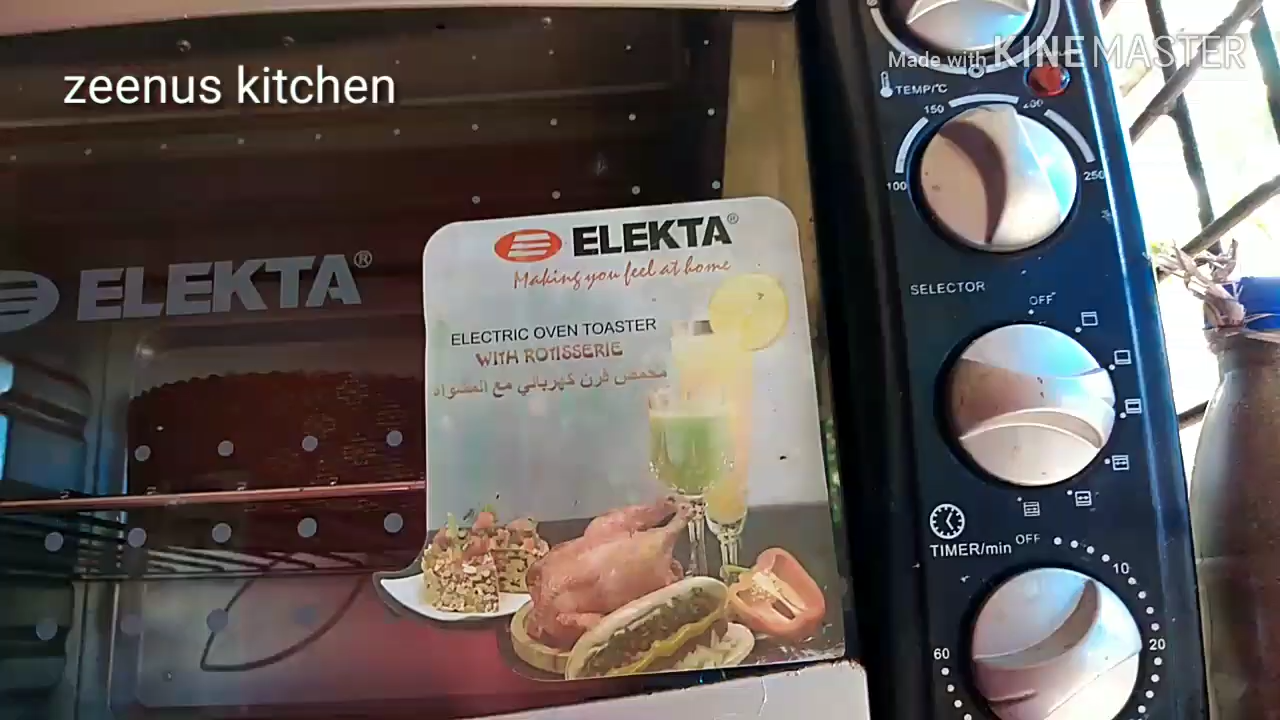 zeenus kitchen
Made with KINEMASTER
ELEKTA®
ELEKTA®
Making you feel at home
ELECTRIC OVEN TOASTER
WITH ROTISSERIE
محمص فرن كهربائي مع المشواة
TEMP/°C
100
150
200
250
SELECTOR
OFF
TIMER/min
OFF
10
20
60